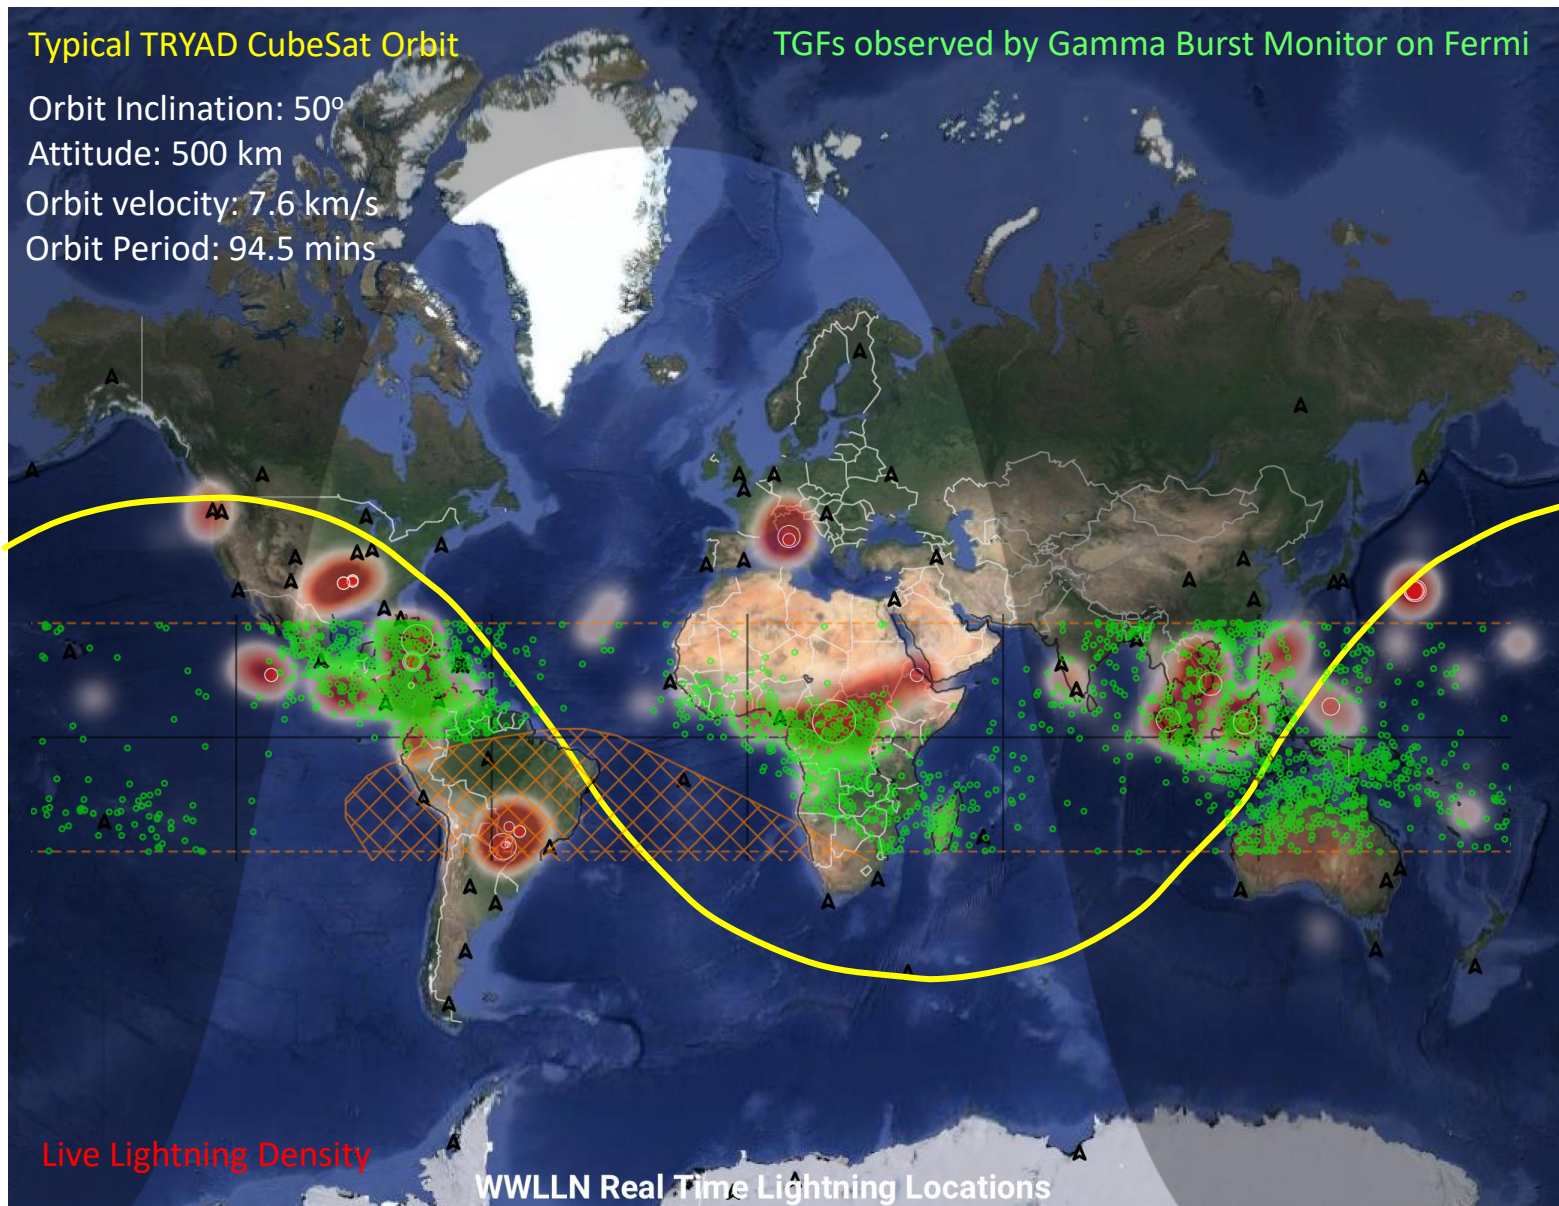 Typical TRYAD CubeSat Orbit
TGFs observed by Gamma Burst Monitor on Fermi
Orbit Inclination: 50º
Attitude: 500 km
Orbit velocity: 7.6 km/s
Orbit Period: 94.5 mins
Live Lightning Density
WWLLN Real Time Lightning Locations